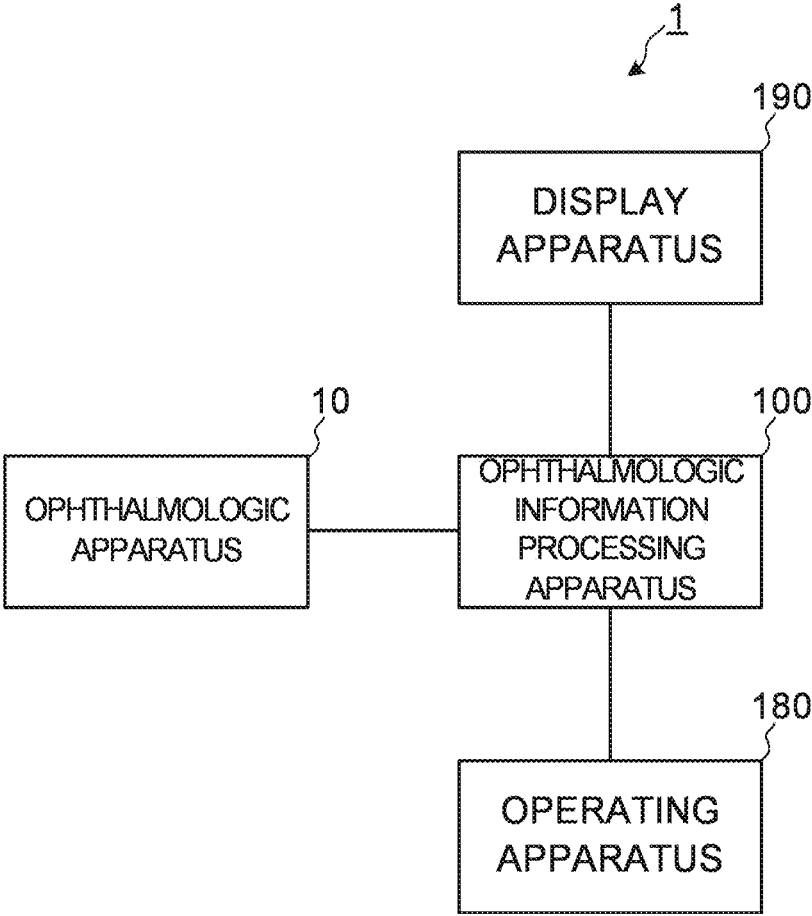 1
190
DISPLAY
APPARATUS
10
100
OPHTHALMOLOGIC
APPARATUS
OPHTHALMOLOGIC
INFORMATION
PROCESSING
APPARATUS
180
OPERATING
APPARATUS